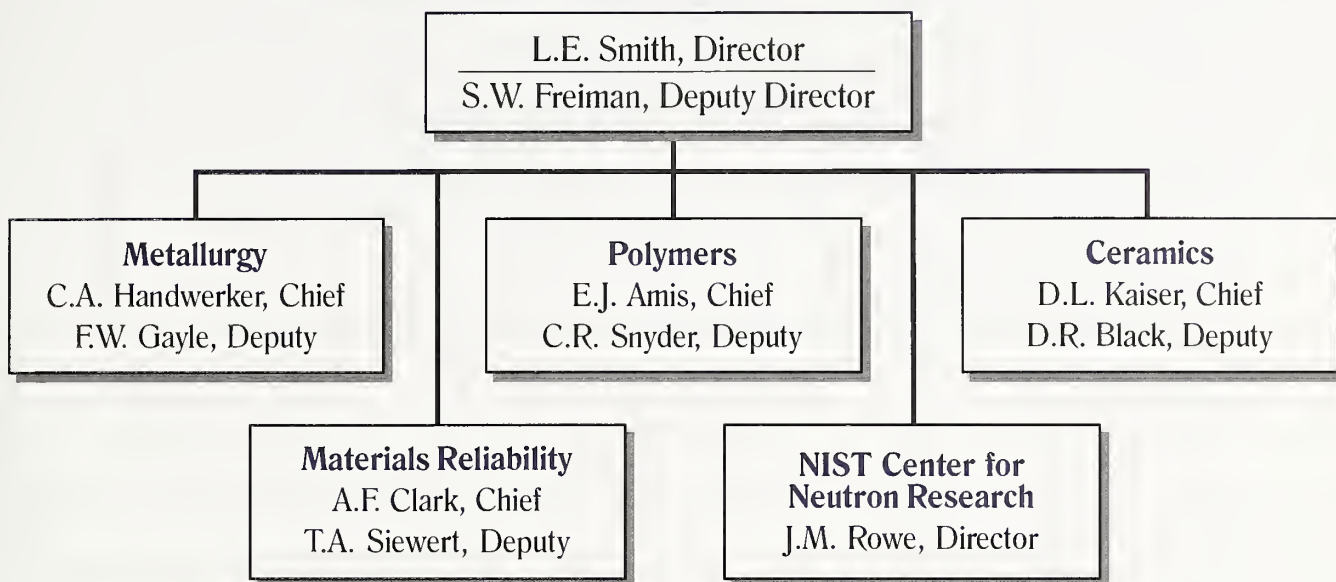 L.E. Smith, Director
S.W. Freiman, Deputy Director
Metallurgy
C.A. Handwerker, Chief
F.W. Gayle, Deputy
Polymers
E.J. Amis, Chief
C.R. Snyder, Deputy
Ceramics
D.L. Kaiser, Chief
D.R. Black, Deputy
Materials Reliability
A.F. Clark, Chief
T.A. Siewert, Deputy
NIST Center for
Neutron Research
J.M. Rowe, Director